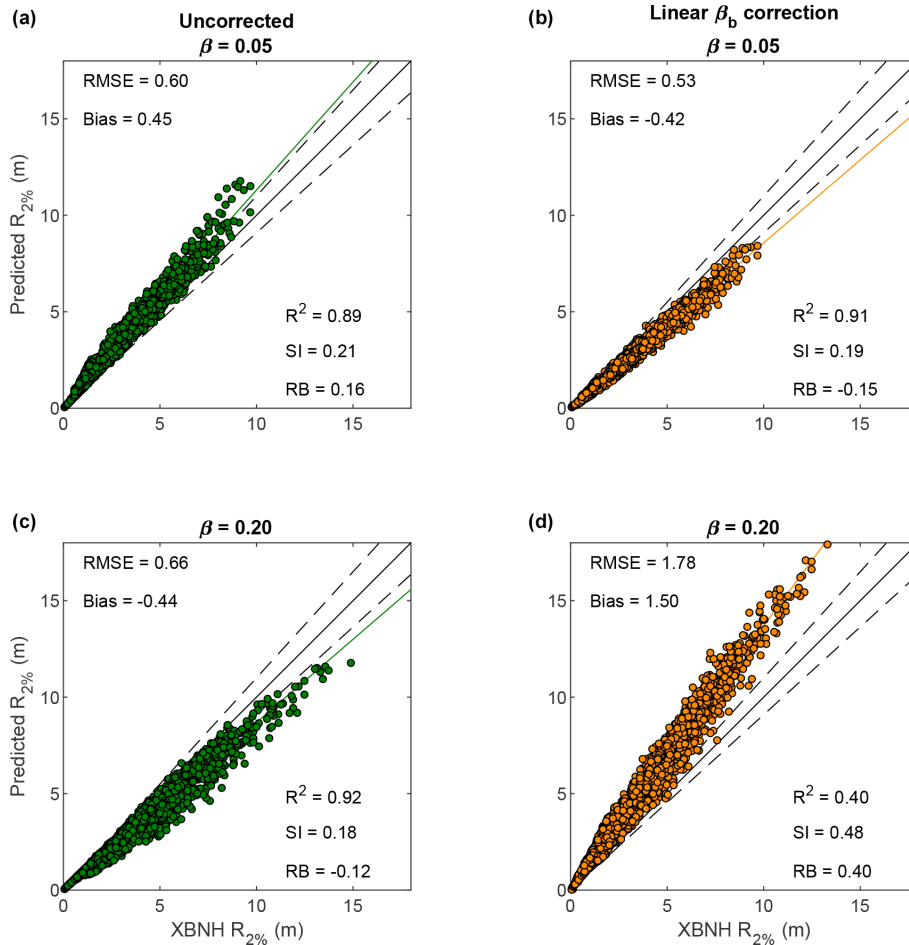 (a)
Uncorrected
β = 0.05
RMSE = 0.60
Bias = 0.45
R² = 0.89
SI = 0.21
RB = 0.16
Predicted R2% (m)
15
10
5
0
0 5 10 15
(b)
Linear βb correction
β = 0.05
RMSE = 0.53
Bias = -0.42
R² = 0.91
SI = 0.19
RB = -0.15
15
10
5
0
0 5 10 15
(c)
β = 0.20
RMSE = 0.66
Bias = -0.44
R² = 0.92
SI = 0.18
RB = -0.12
Predicted R2% (m)
15
10
5
0
0 5 10 15
XBNH R2% (m)
(d)
β = 0.20
RMSE = 1.78
Bias = 1.50
R² = 0.40
SI = 0.48
RB = 0.40
15
10
5
0
0 5 10 15
XBNH R2% (m)